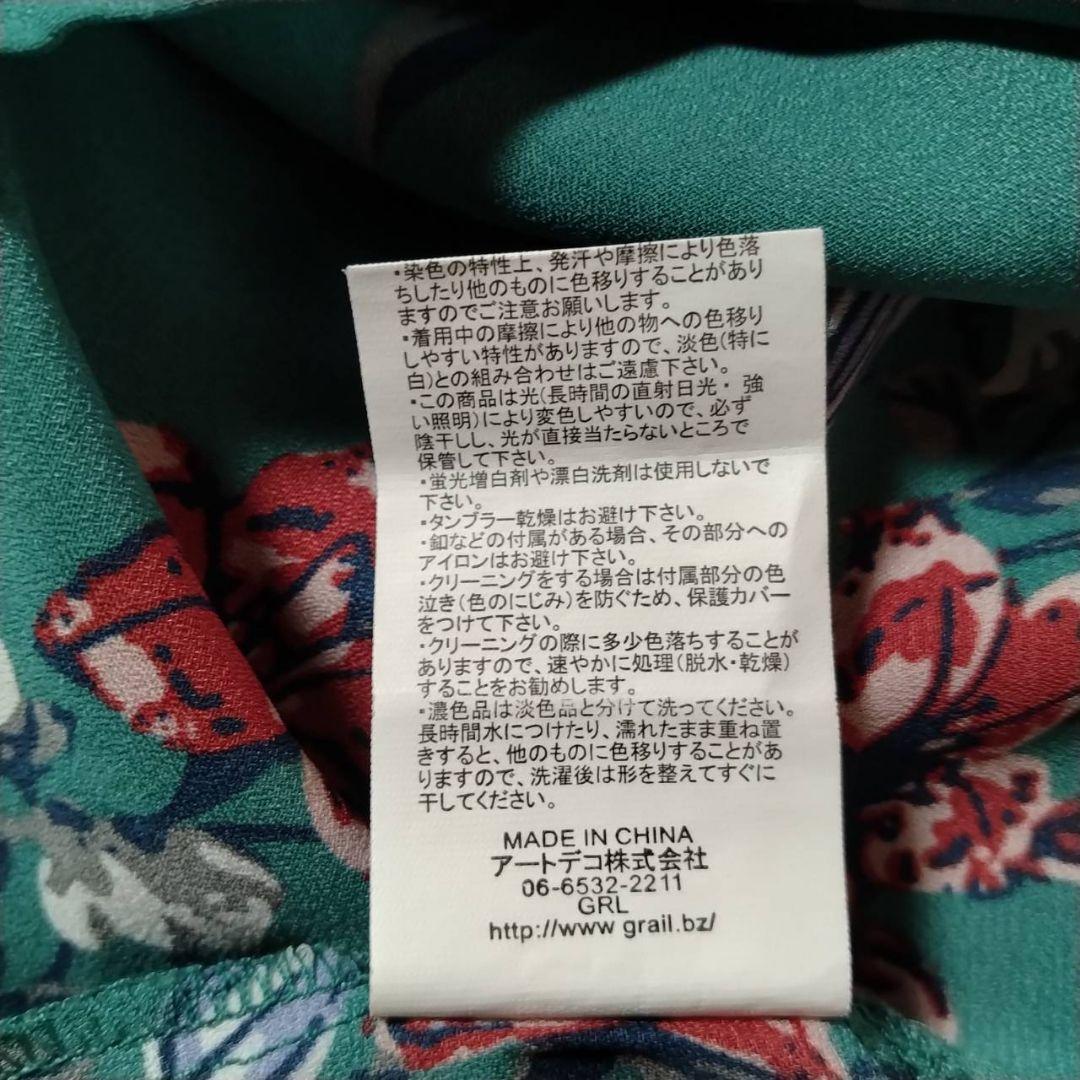 ・染色の特性上、発汗や摩擦により色落
ちしたり他のものに色移りすることがあり
ますのでご注意お願いします。
・着用中の摩擦により他の物への色移り
しやすい特性がありますので、淡色(特に
白)との組み合わせはご遠慮下さい。
・この商品は光(長時間の直射日光・強
い照明)により変色しやすいので、必ず
陰干しし、光が直接当たらないところで
保管して下さい。
・蛍光増白剤や漂白洗剤は使用しないで
下さい。
・タンブラー乾燥はお避け下さい。
・釦などの付属がある場合、その部分への
アイロンはお避け下さい。
・クリーニングをする場合は付属部分の色
泣き(色のにじみ)を防ぐため、保護カバー
をつけて下さい。
・クリーニングの際に多少色落ちすることが
ありますので、速やかに処理(脱水・乾燥)
することをお勧めします。
・濃色品は淡色品と分けて洗ってください。
長時間水につけたり、濡れたまま重ね置
きすると、他のものに色移りすることがあ
りますので、洗濯後は形を整えてすぐに
干してください。
MADE IN CHINA
アートデコ株式会社
06-6532-2211
GRL
http://www grail.bz/